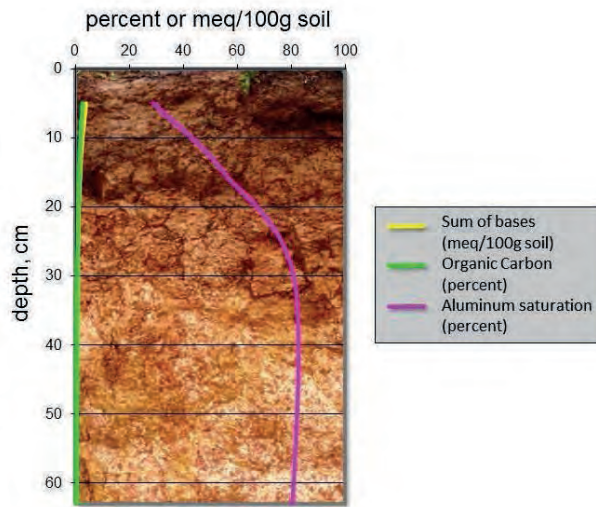 percent or meq/100g soil
0 20 40 60 80 100
depth, cm
0
10
20
30
40
50
60
Sum of bases
(meq/100g soil)
Organic Carbon
(percent)
Aluminum saturation
(percent)